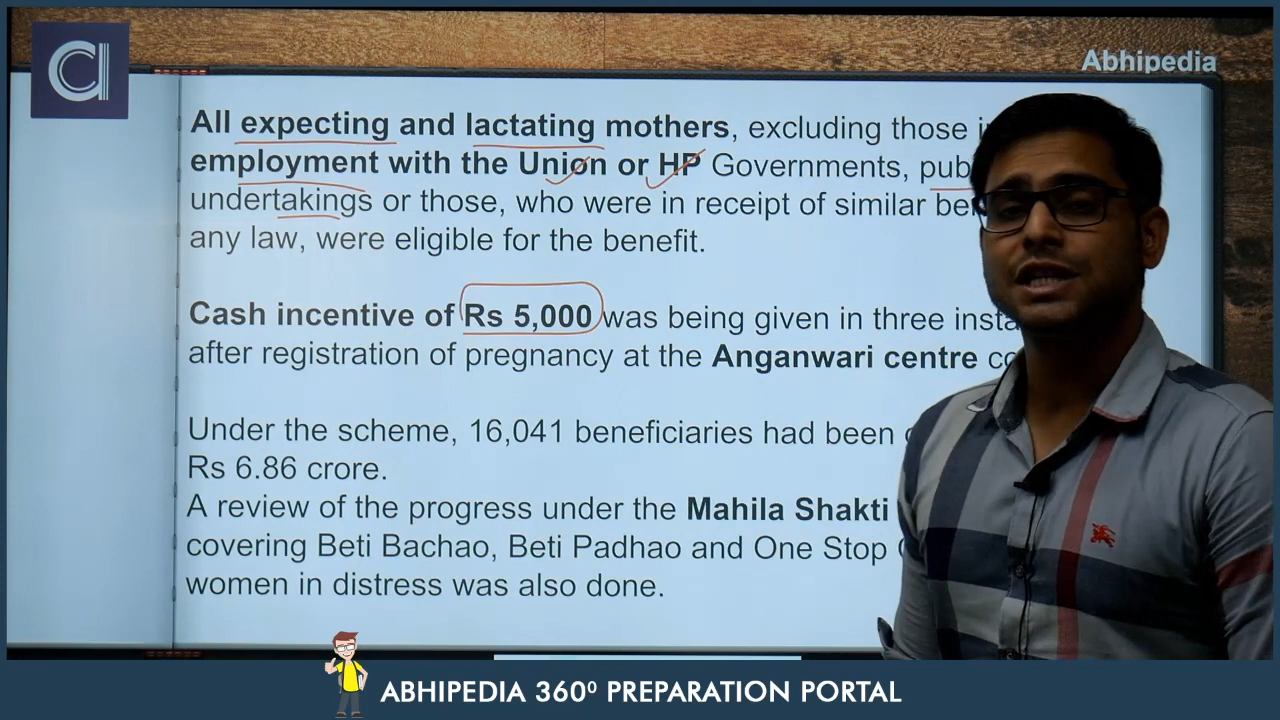 Abhipedia
All expecting and lactating mothers, excluding those
employment with the Union or HP Governments,
undertakings or those, who were in receipt of similar
any law, were eligible for the benefit.
Cash incentive of Rs 5,000 was being given in three
after registration of pregnancy at the Anganwari centre
Under the scheme, 16,041 beneficiaries had been
Rs 6.86 crore.
A review of the progress under the Mahila Shakti
covering Beti Bachao, Beti Padhao and One Stop
women in distress was also done.
ABHIPEDIA 360⁰ PREPARATION PORTAL